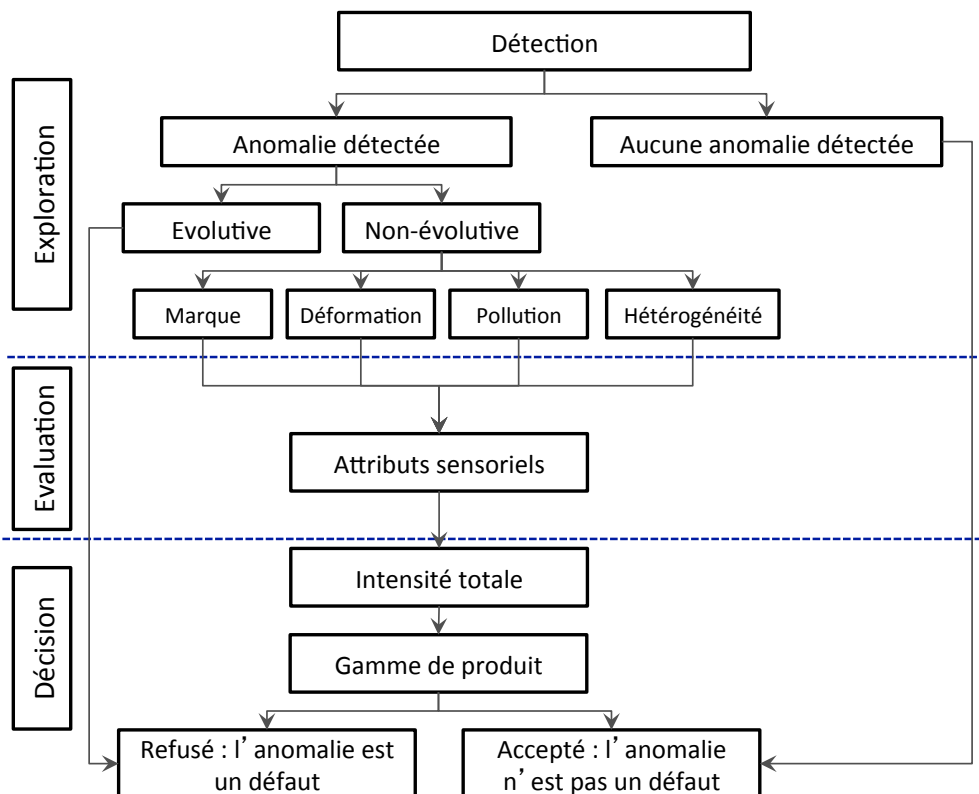 Détection
Exploration
Anomalie détectée
Aucune anomalie détectée
Evolutive
Non-évolutive
Marque
Déformation
Pollution
Hétérogénéité
Evaluation
Attributs sensoriels
Décision
Intensité totale
Gamme de produit
Refusé : l’anomalie est
un défaut
Accepté : l’anomalie
n’est pas un défaut